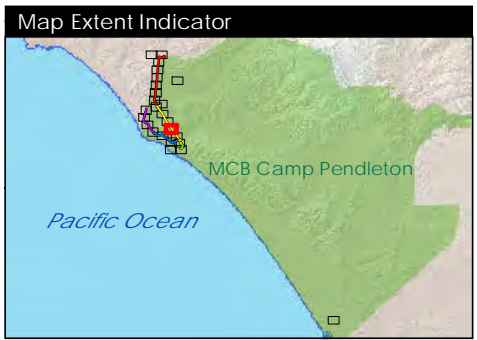 Map Extent Indicator
MCB Camp Pendleton
Pacific Ocean